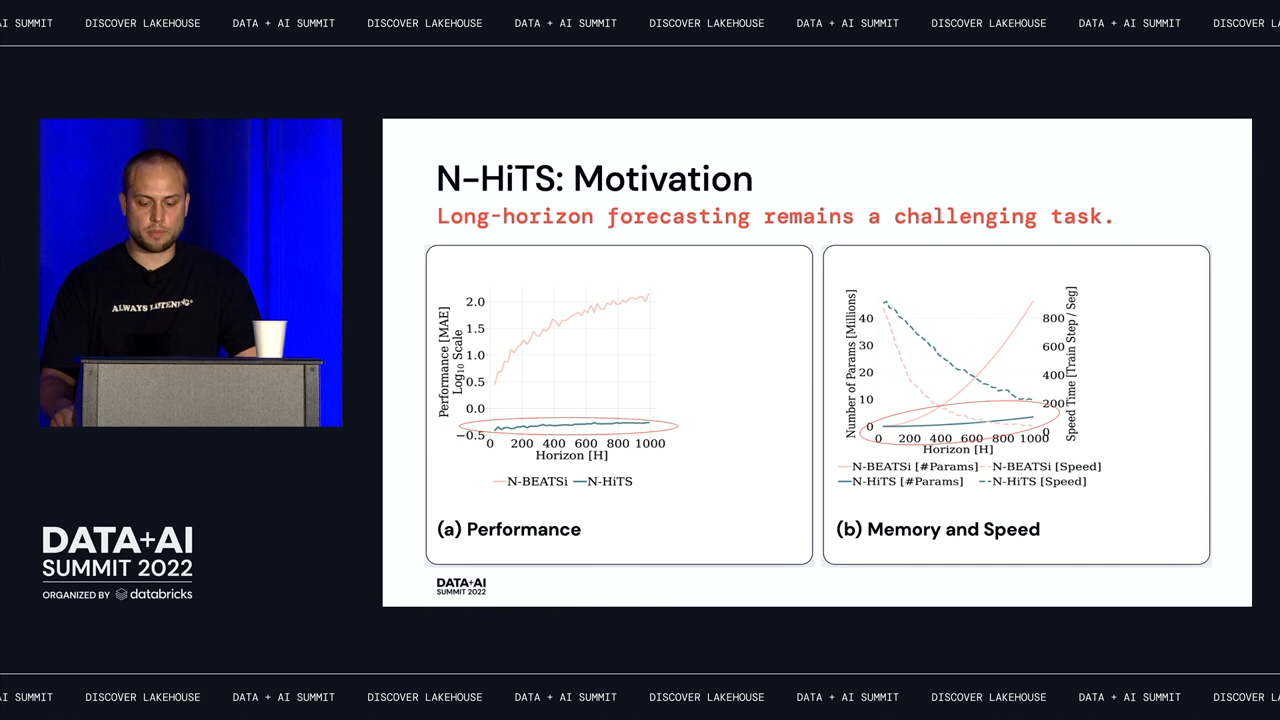 AI SUMMIT DISCOVER LAKEHOUSE DATA + AI SUMMIT DISCOVER LAKEHOUSE DATA + AI SUMMIT DISCOVER LAKEHOUSE DATA + AI SUMMIT DISCOVER LAKEHOUSE DATA + AI SUMMIT DISCOVER
ALWAYS LISTENING
DATA+AI
SUMMIT 2022
ORGANIZED BY databricks
N-HiTS: Motivation
Long-horizon forecasting remains a challenging task.
Performance [MAE]
Log10 Scale
2.0
1.5
1.0
0.5
0.0
−0.5
0 200 400 600 800 1000
Horizon [H]
N-BEATSi N-HiTS
(a) Performance
Number of Params [Millions]
40
30
20
10
0
0 200 400 600 800 1000
Horizon [H]
800
600
400
200
0
Speed Time [Train Step / Seg]
N-BEATSi [#Params] N-BEATSi [Speed]
N-HiTS [#Params] N-HiTS [Speed]
(b) Memory and Speed
DATA+AI
SUMMIT 2022
AI SUMMIT DISCOVER LAKEHOUSE DATA + AI SUMMIT DISCOVER LAKEHOUSE DATA + AI SUMMIT DISCOVER LAKEHOUSE DATA + AI SUMMIT DISCOVER LAKEHOUSE DATA + AI SUMMIT DISCOVER